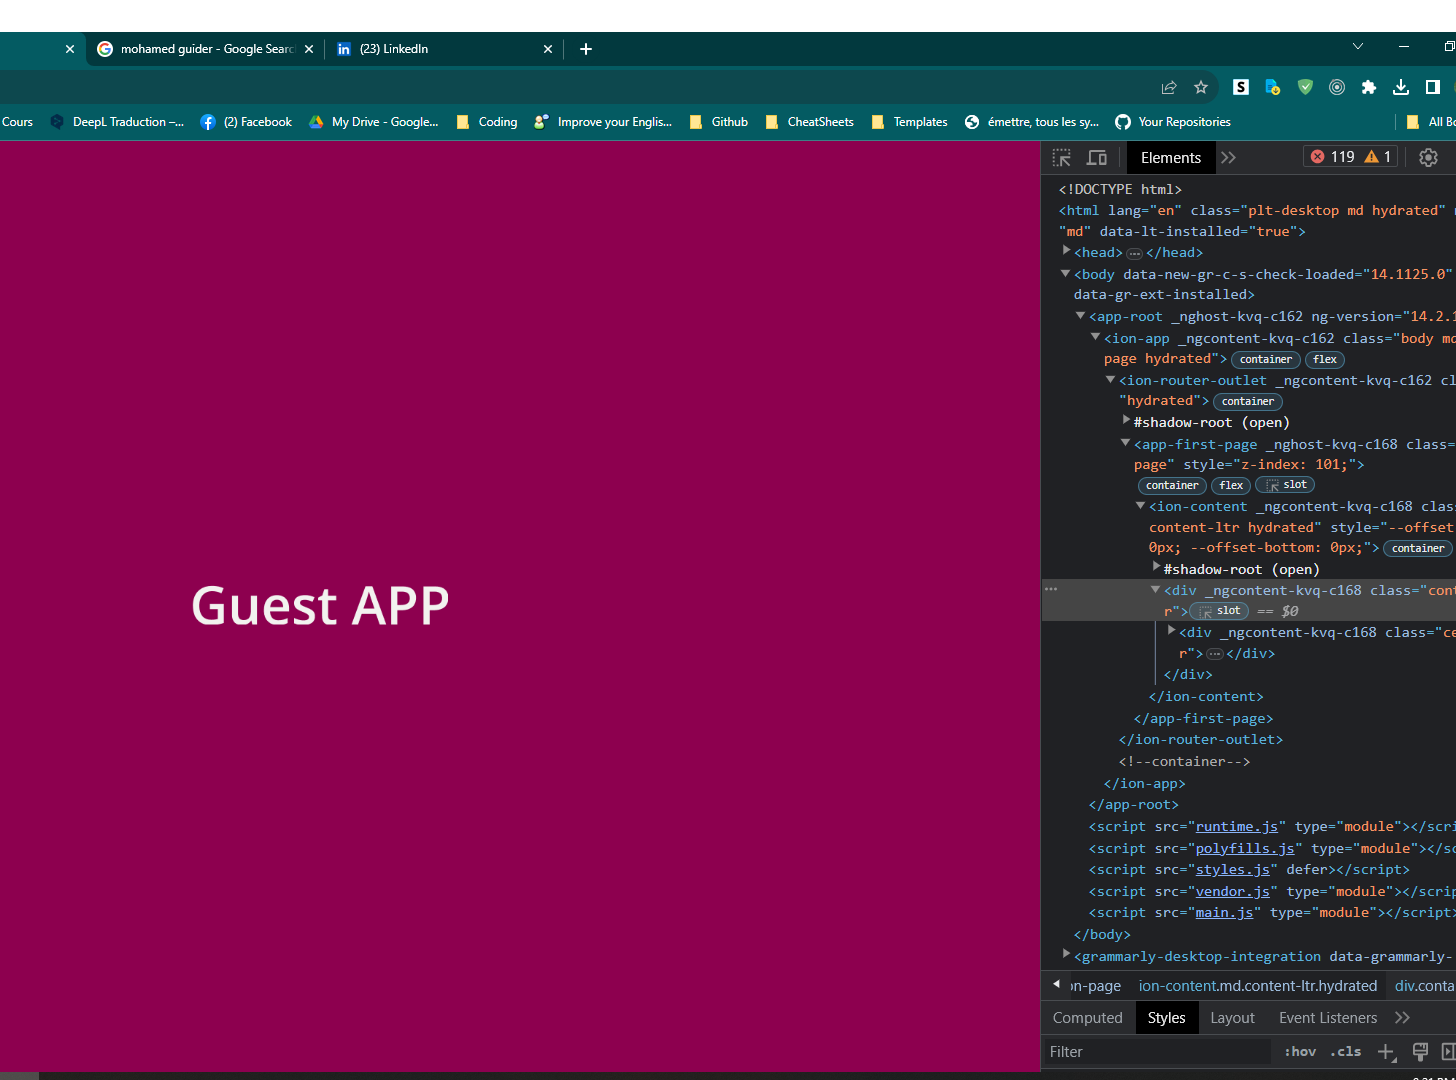 mohamed guider - Google Searc
(23) LinkedIn
Cours
DeepL Traduction –...
(2) Facebook
My Drive - Google...
Coding
Improve your Englis...
Github
CheatSheets
Templates
émettre, tous les sy...
Your Repositories
All Bo
Guest APP
Elements
119
1
<!DOCTYPE html>
<html lang="en" class="plt-desktop md hydrated"
"md" data-lt-installed="true">
<head>
</head>
<body data-new-gr-c-s-check-loaded="14.1125.0"
data-gr-ext-installed>
<app-root _nghost-kvq-c162 ng-version="14.2.1
<ion-app _ngcontent-kvq-c162 class="body md
page hydrated"> container flex
<ion-router-outlet _ngcontent-kvq-c162 cl
"hydrated"> container
#shadow-root (open)
<app-first-page _nghost-kvq-c168 class=
page" style="z-index: 101;">
container flex slot
<ion-content _ngcontent-kvq-c168 clas
content-ltr hydrated" style="--offset
0px; --offset-bottom: 0px;"> container
#shadow-root (open)
<div _ngcontent-kvq-c168 class="cont
r"> slot == $0
<div _ngcontent-kvq-c168 class="ce
r"> </div>
</div>
</ion-content>
</app-first-page>
</ion-router-outlet>
<!--container-->
</ion-app>
</app-root>
<script src="runtime.js" type="module"></scri
<script src="polyfills.js" type="module"></sc
<script src="styles.js" defer></script>
<script src="vendor.js" type="module"></scrip
<script src="main.js" type="module"></script>
</body>
<grammarly-desktop-integration data-grammarly-
on-page ion-content.md.content-ltr.hydrated div.conta
Computed Styles Layout Event Listeners
Filter :hov .cls